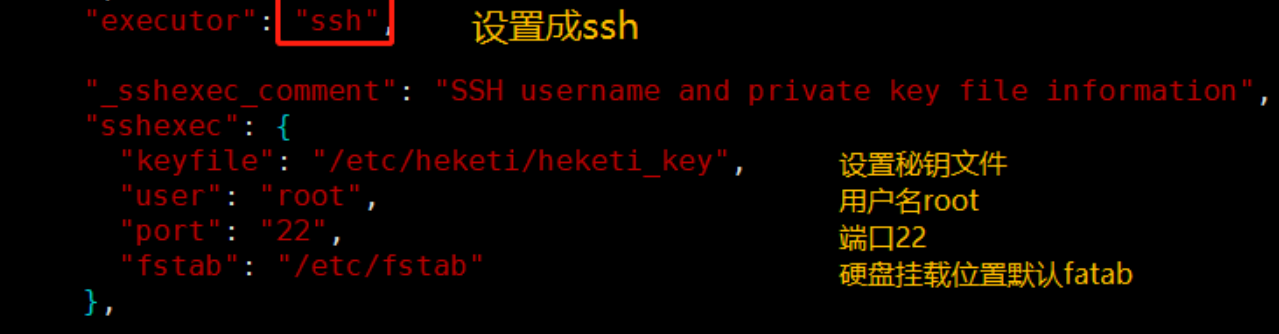 "executor": "ssh", 设置成ssh
"_sshexec_comment": "SSH username and private key file information",
"sshexec": {
"keyfile": "/etc/heketi/heketi_key", 设置秘钥文件
"user": "root", 用户名root
"port": "22", 端口22
"fstab": "/etc/fstab" 硬盘挂载位置默认fatab
},